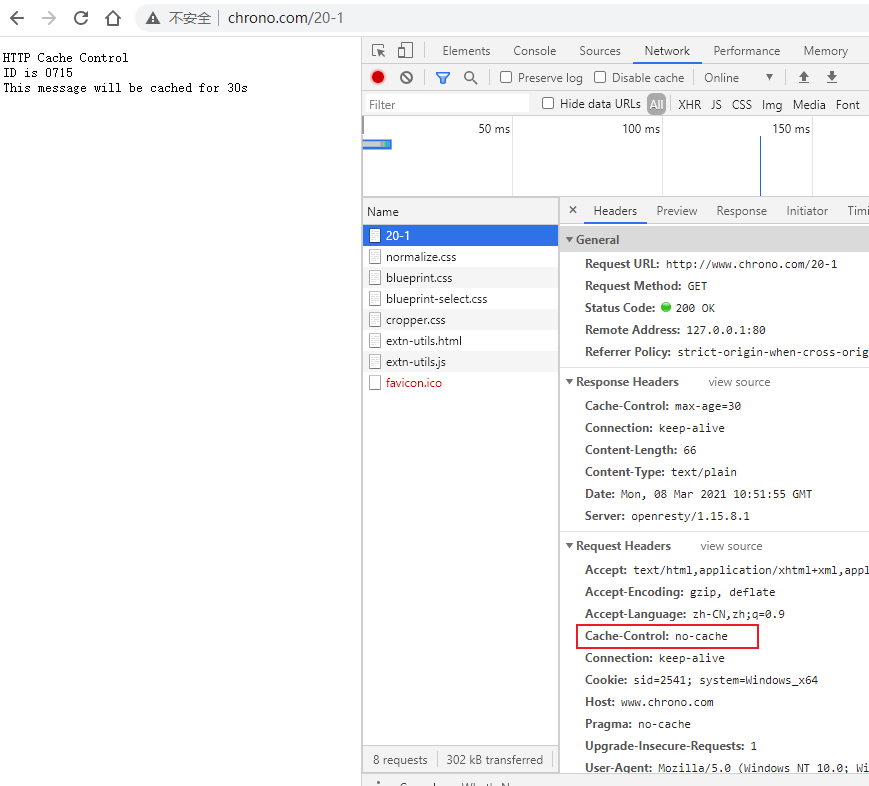 不安全 chrono.com/20-1
HTTP Cache Control
ID is 0715
This message will be cached for 30s
Elements Console Sources Network Performance Memory
Preserve log Disable cache Online
Filter Hide data URLs All XHR JS CSS Img Media Font
50 ms 100 ms 150 ms
Name
20-1
normalize.css
blueprint.css
blueprint-select.css
cropper.css
extn-utils.html
extn-utils.js
favicon.ico
8 requests 302 kB transferred
× Headers Preview Response Initiator Timi
General
Request URL: http://www.chrono.com/20-1
Request Method: GET
Status Code: 200 OK
Remote Address: 127.0.0.1:80
Referrer Policy: strict-origin-when-cross-orig
Response Headers view source
Cache-Control: max-age=30
Connection: keep-alive
Content-Length: 66
Content-Type: text/plain
Date: Mon, 08 Mar 2021 10:51:55 GMT
Server: openresty/1.15.8.1
Request Headers view source
Accept: text/html,application/xhtml+xml,appl
Accept-Encoding: gzip, deflate
Accept-Language: zh-CN,zh;q=0.9
Cache-Control: no-cache
Connection: keep-alive
Cookie: sid=2541; system=Windows_x64
Host: www.chrono.com
Pragma: no-cache
Upgrade-Insecure-Requests: 1
User-Agent: Mozilla/5.0 (Windows NT 10.0; Wi